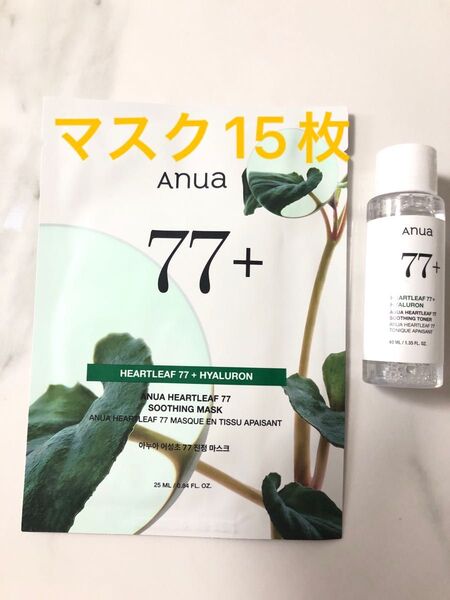 マスク15枚
Anua
77+
HEARTLEAF 77 + HYALURON
ANUA HEARTLEAF 77
SOOTHING MASK
ANUA HEARTLEAF 77 MASQUE EN TISSU APAISANT
아누아 어성초 77 진정 마스크
25 ML / 0.84 FL. OZ.
Anua
77+
HEARTLEAF 77+
HYALURON
ANUA HEARTLEAF 77
SOOTHING TONER
ANUA HEARTLEAF 77
TONIQUE APAISANT
40 ML / 1.35 FL. OZ.